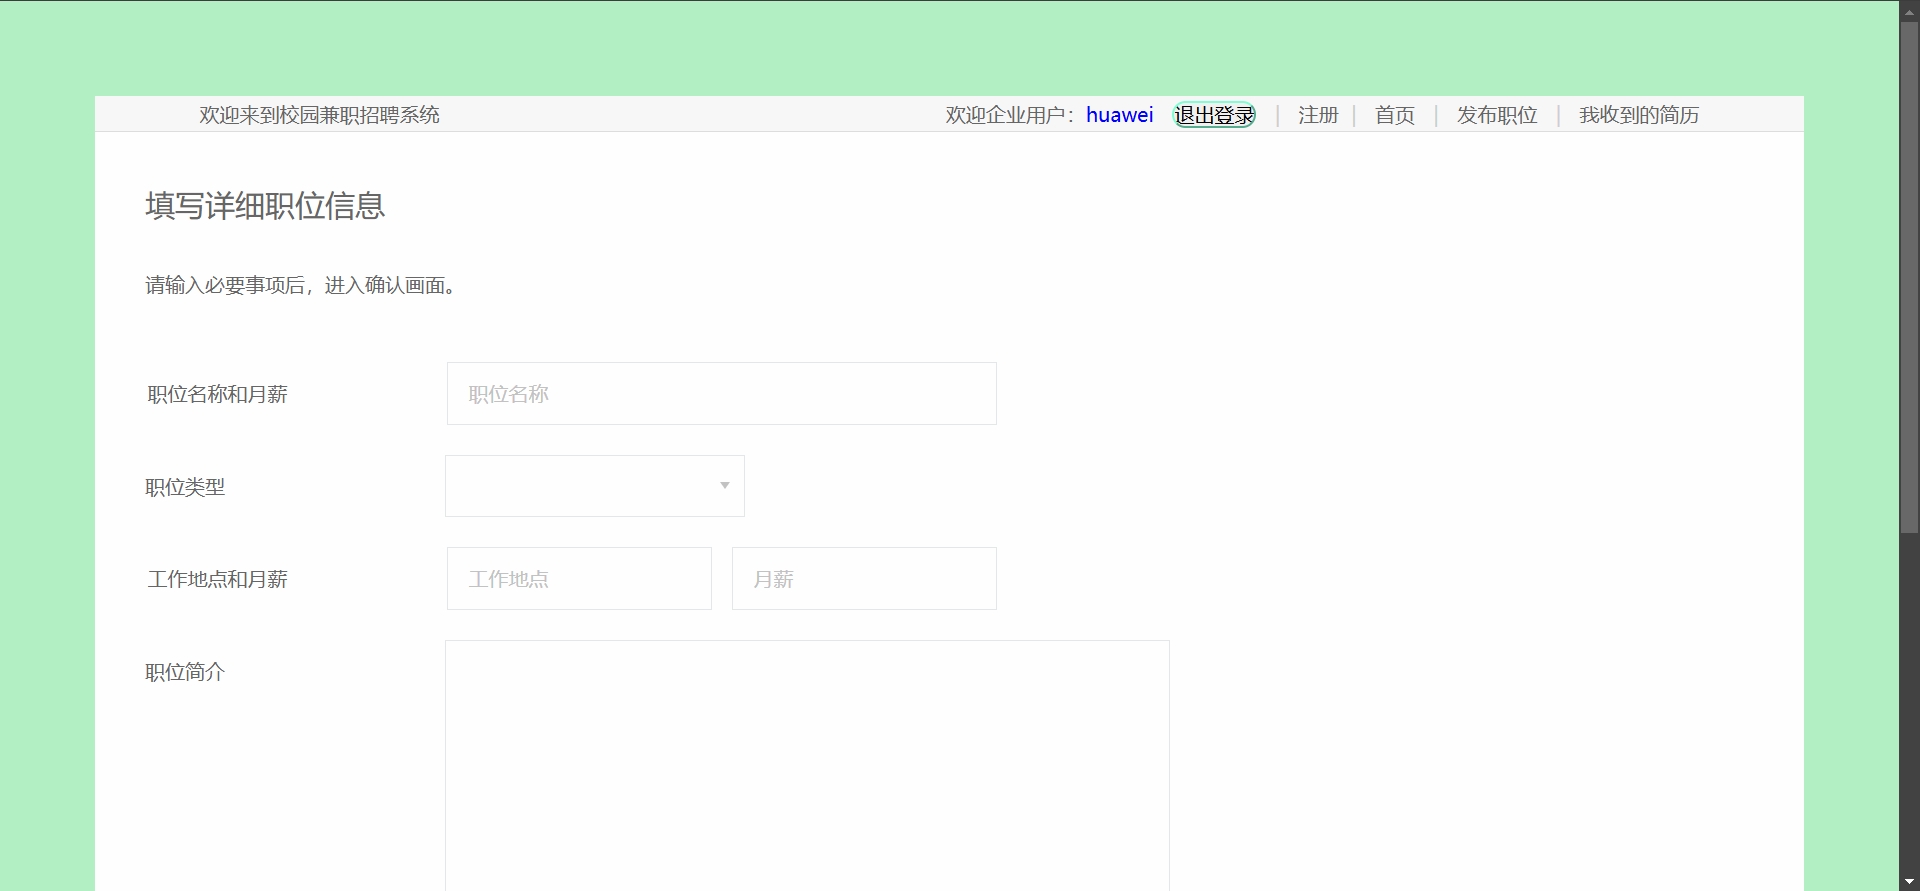 欢迎来到校园兼职招聘系统
欢迎企业用户：huawei 退出登录 | 注册 | 首页 | 发布职位 | 我收到的简历
填写详细职位信息
请输入必要事项后，进入确认画面。
职位名称和月薪 职位名称
职位类型
工作地点和月薪 工作地点 月薪
职位简介